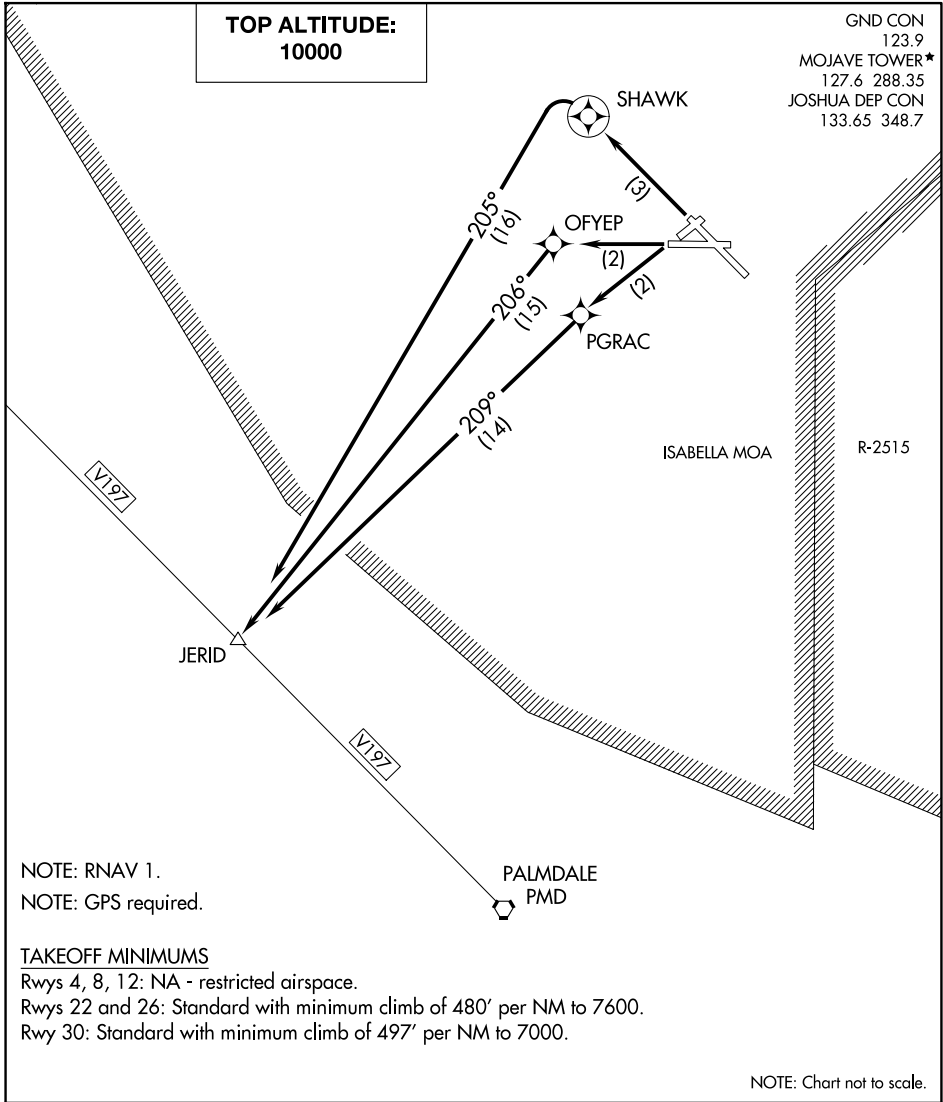 TOP ALTITUDE:
10000
GND CON
123.9
MOJAVE TOWER★
127.6 288.35
JOSHUA DEP CON
133.65 348.7
SHAWK
(3)
205°
(16)
OFYEP
(2)
206°
(15)
(2)
PGRAC
209°
(14)
ISABELLA MOA
R-2515
V197
JERID
V197
PALMDALE
PMD
NOTE: RNAV 1.
NOTE: GPS required.
TAKEOFF MINIMUMS
Rwys 4, 8, 12: NA - restricted airspace.
Rwys 22 and 26: Standard with minimum climb of 480' per NM to 7600.
Rwy 30: Standard with minimum climb of 497' per NM to 7000.
NOTE: Chart not to scale.